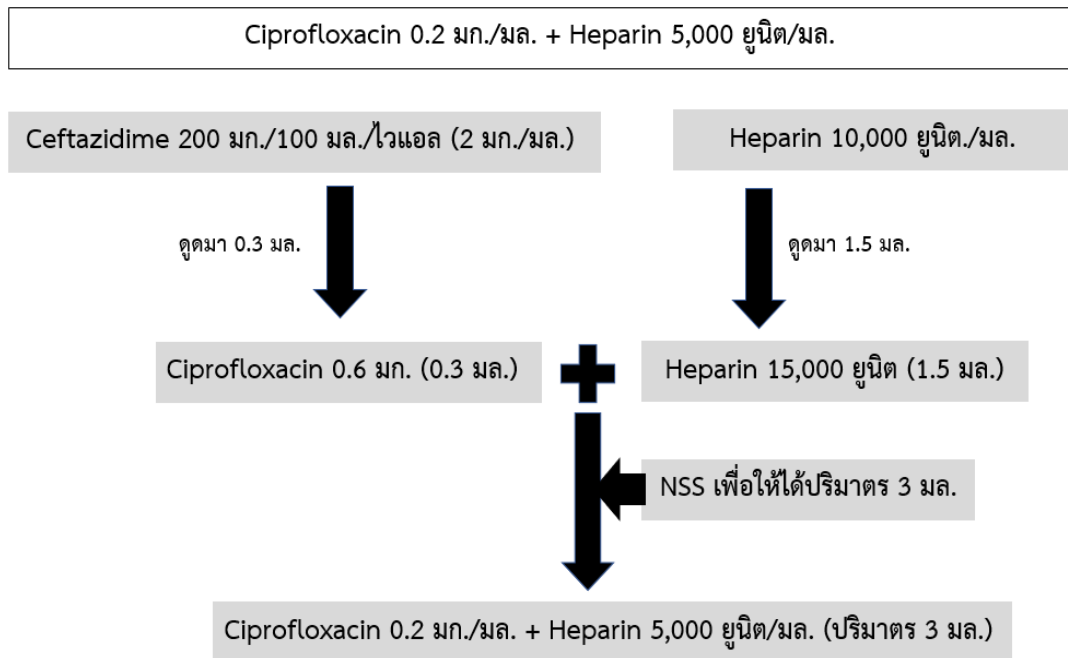 Ciprofloxacin 0.2 มก./มล. + Heparin 5,000 ยูนิต/มล.
Ceftazidime 200 มก./100 มล./ไวแอล (2 มก./มล.)
Heparin 10,000 ยูนิต./มล.
ดูดมา 0.3 มล.
ดูดมา 1.5 มล.
Ciprofloxacin 0.6 มก. (0.3 มล.)
Heparin 15,000 ยูนิต (1.5 มล.)
NSS เพื่อให้ได้ปริมาตร 3 มล.
Ciprofloxacin 0.2 มก./มล. + Heparin 5,000 ยูนิต/มล. (ปริมาตร 3 มล.)